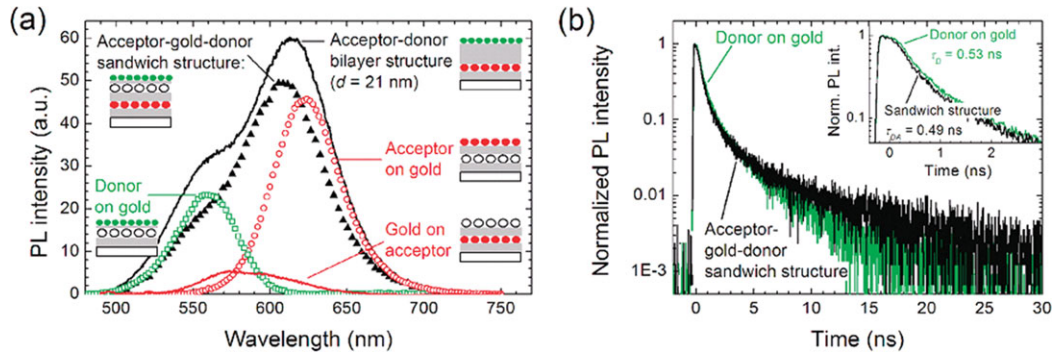 (a)
60
50
40
30
20
10
0
PL intensity (a.u.)
Acceptor-gold-donor
sandwich structure:
Acceptor-donor
bilayer structure
(d = 21 nm)
Acceptor
on gold
Donor
on gold
Gold on
acceptor
500 550 600 650 700 750
Wavelength (nm)
(b)
1
0.1
0.01
1E-3
Normalized PL intensity
Donor on gold
Acceptor-
gold-donor
sandwich structure
0 5 10 15 20 25 30
Time (ns)
Norm. PL int.
1
0.1
Donor on gold
τD = 0.53 ns
Sandwich structure
τDA = 0.49 ns
0 1 2
Time (ns)